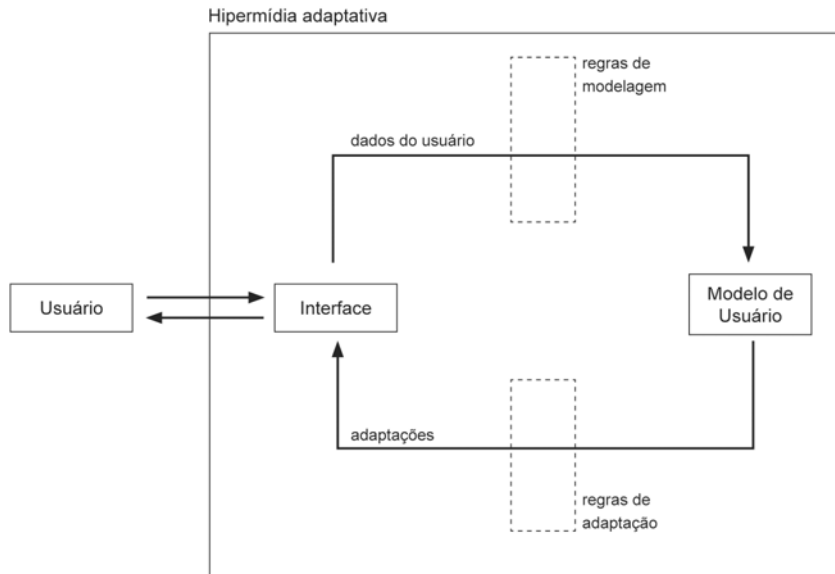 Hipermídia adaptativa
regras de
modelagem
dados do usuário
Usuário
Interface
Modelo de
Usuário
adaptações
regras de
adaptação